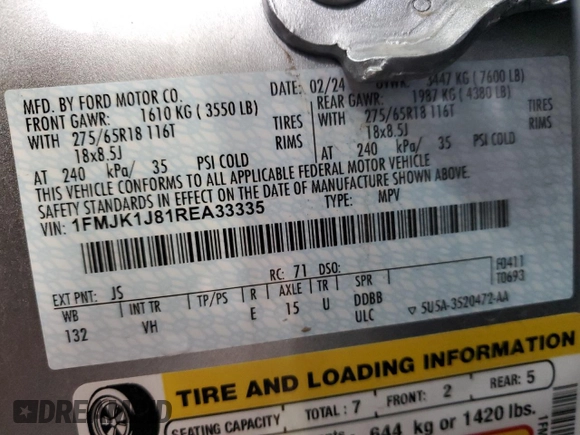 MFD. BY FORD MOTOR CO.
DATE: 02/24
GVWR: 3447 KG (7600 LB)
FRONT GAWR: 1610 KG (3550 LB)
REAR GAWR: 1987 KG (4380 LB)
WITH 275/65R18 116T TIRES
WITH 275/65R18 116T TIRES
18x8.5J RIMS
18x8.5J RIMS
AT 240 kPa/ 35 PSI COLD
AT 240 kPa/ 35 PSI COLD
THIS VEHICLE CONFORMS TO ALL APPLICABLE FEDERAL MOTOR VEHICLE
SAFETY STANDARDS IN EFFECT ON THE DATE OF MANUFACTURE SHOWN ABOVE.
VIN: 1FMJK1J81REA33335
TYPE: MPV
F0411
T0693
EXT PNT: JS RC: 71 DSO:
WB INT TR TP/PS R AXLE TR SPR
132 VH E 15 U DDBB
ULC
5U5A-3520472-AA
TIRE AND LOADING INFORMATION
SEATING CAPACITY TOTAL: 7 FRONT: 2 REAR: 5
644 kg or 1420 lbs.